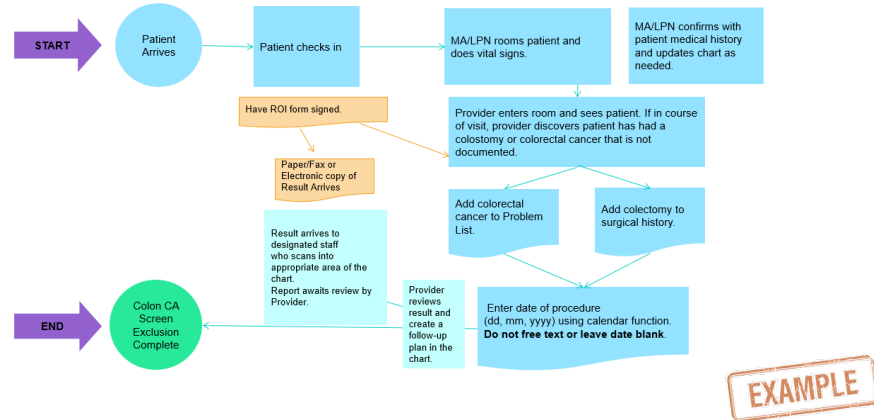 START
Patient
Arrives
Patient checks in
MA/LPN rooms patient and
does vital signs.
MA/LPN confirms with
patient medical history
and updates chart as
needed.
Have ROI form signed.
Provider enters room and sees patient. If in course
of visit, provider discovers patient has had a
colostomy or colorectal cancer that is not
documented.
Paper/Fax or
Electronic copy of
Result Arrives
Add colorectal
cancer to Problem
List.
Add colectomy to
surgical history.
Result arrives to
designated staff
who scans into
appropriate area of the
chart.
Report awaits review by
Provider.
Provider
reviews
result and
create a
follow-up
plan in the
chart.
Enter date of procedure
(dd, mm, yyyy) using calendar function.
Do not free text or leave date blank.
END
Colon CA
Screen
Exclusion
Complete
EXAMPLE